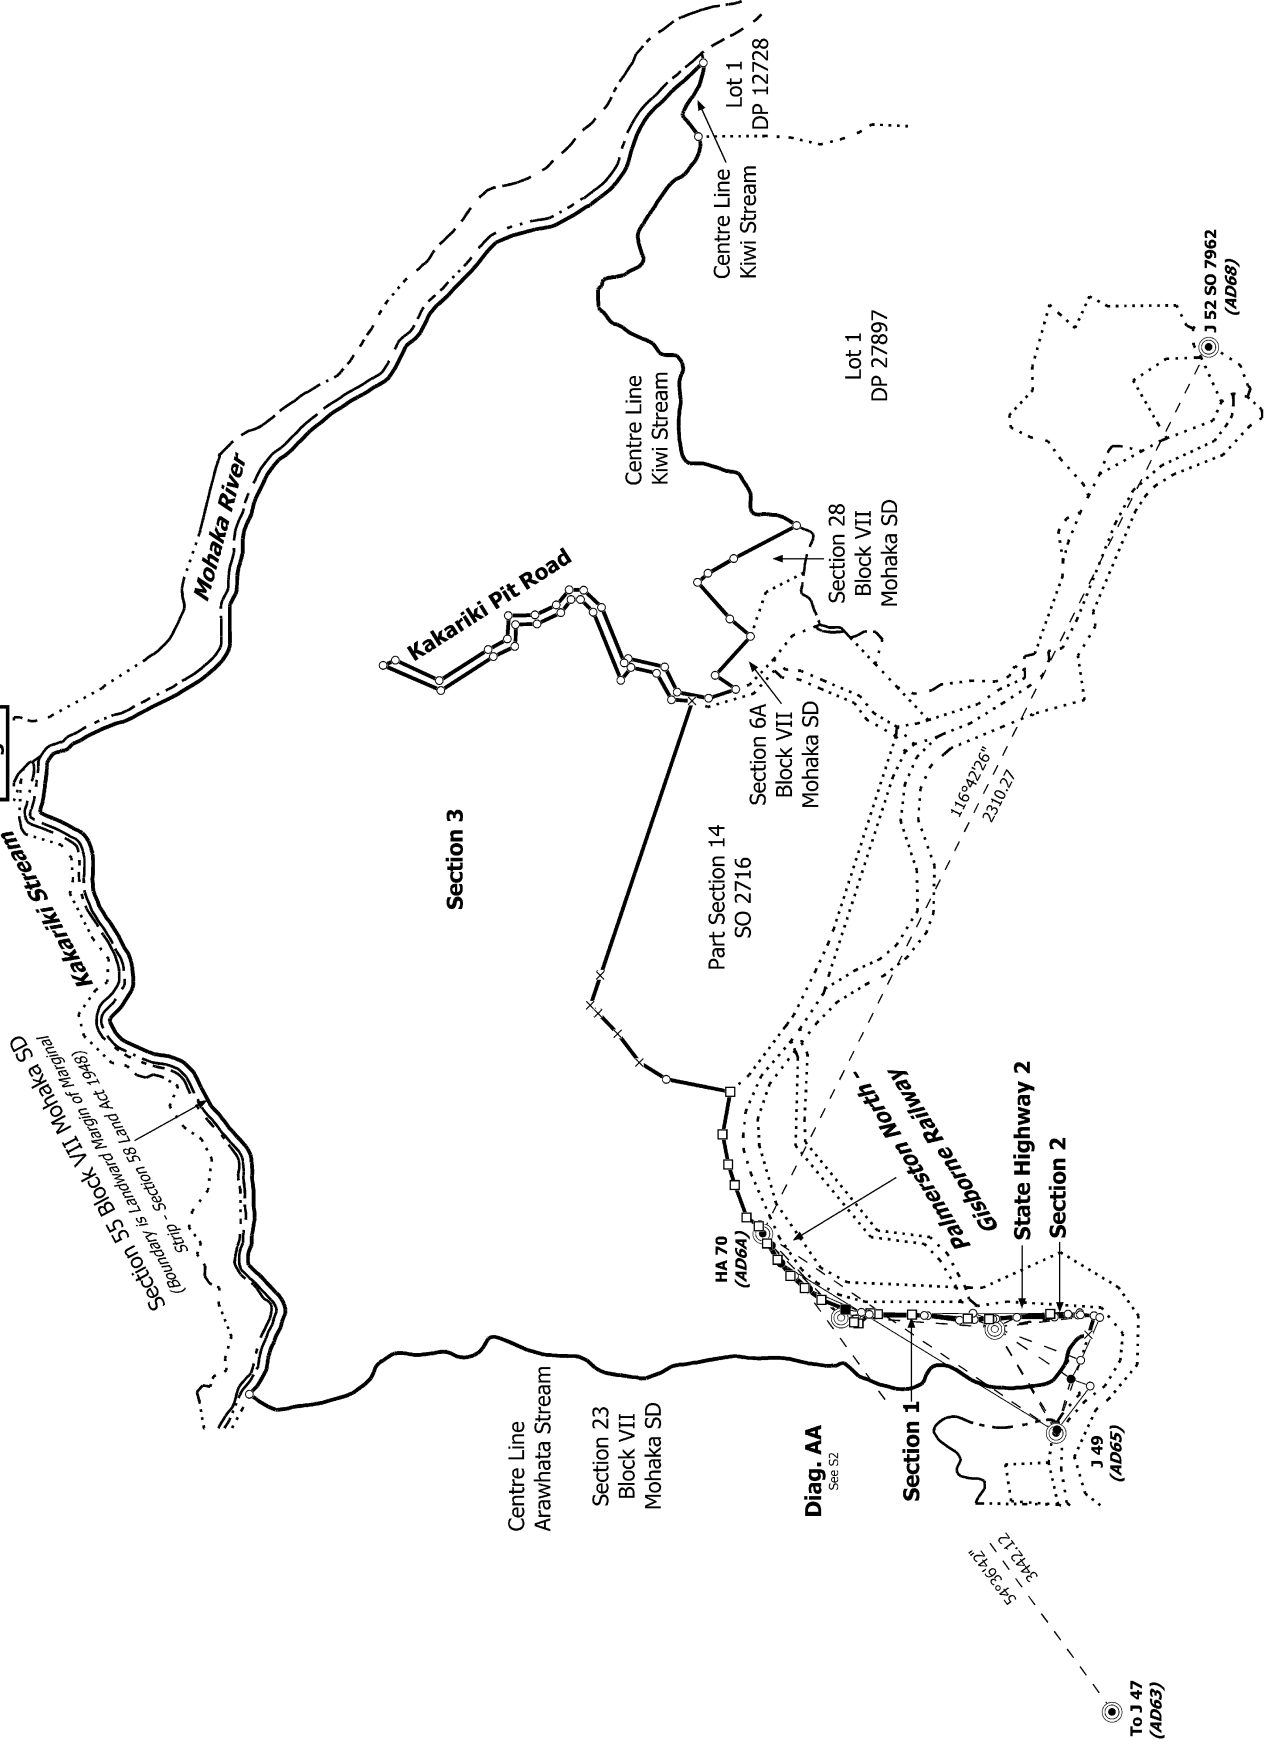 Kakariki Stream
Section 55 Block VII Mohaka SD
(Boundary is Landward Margin of Marginal
Strip - Section 58 Land Act 1948)
Mohaka River
Lot 1
DP 12728
Centre Line
Kiwi Stream
Centre Line
Kiwi Stream
Lot 1
DP 27897
J 52 SO 7962
(AD68)
Kakariki Pit Road
Section 28
Block VII
Mohaka SD
Section 6A
Block VII
Mohaka SD
Section 3
Part Section 14
SO 2716
116°42'26"
2310.27
Palmerston North -
Gisborne Railway
State Highway 2
Section 2
HA 70
(AD6A)
Centre Line
Arawhata Stream
Section 23
Block VII
Mohaka SD
Diag. AA
See S2
Section 1
J 49
(AD65)
54°36'42"
3442.12
To J 47
(AD63)